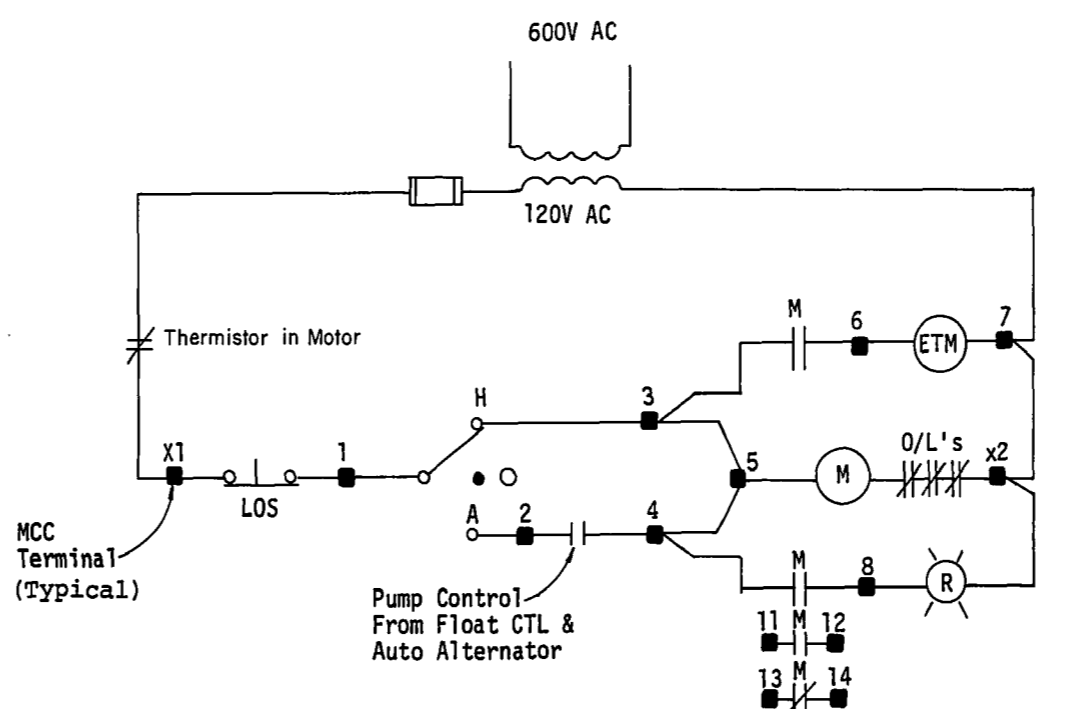 600V AC
120V AC
Thermistor in Motor
M
6
ETM
7
H
3
X1
LOS
1
5
M
O/L's
x2
A
2
4
MCC
Terminal
(Typical)
Pump Control
From Float CTL &
Auto Alternator
M
8
R
11
M
12
13
M
14